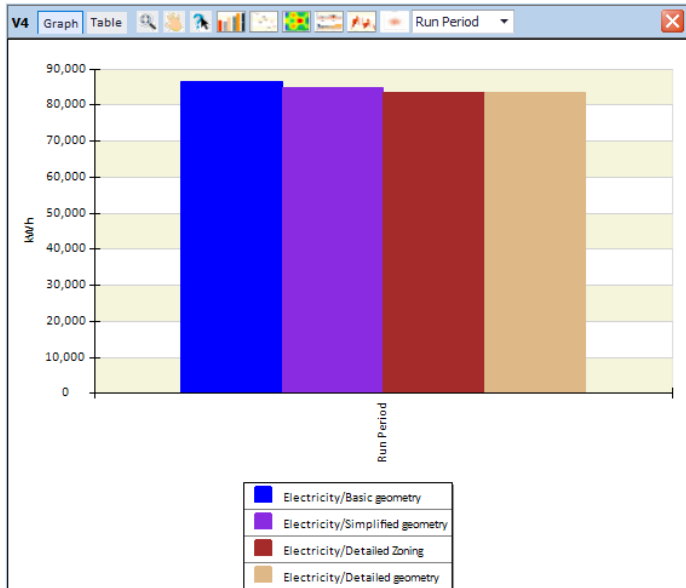 V4 Graph Table Run Period
90,000
80,000
70,000
60,000
50,000
40,000
30,000
20,000
10,000
0
kWh
Run Period
Electricity/Basic geometry
Electricity/Simplified geometry
Electricity/Detailed Zoning
Electricity/Detailed geometry